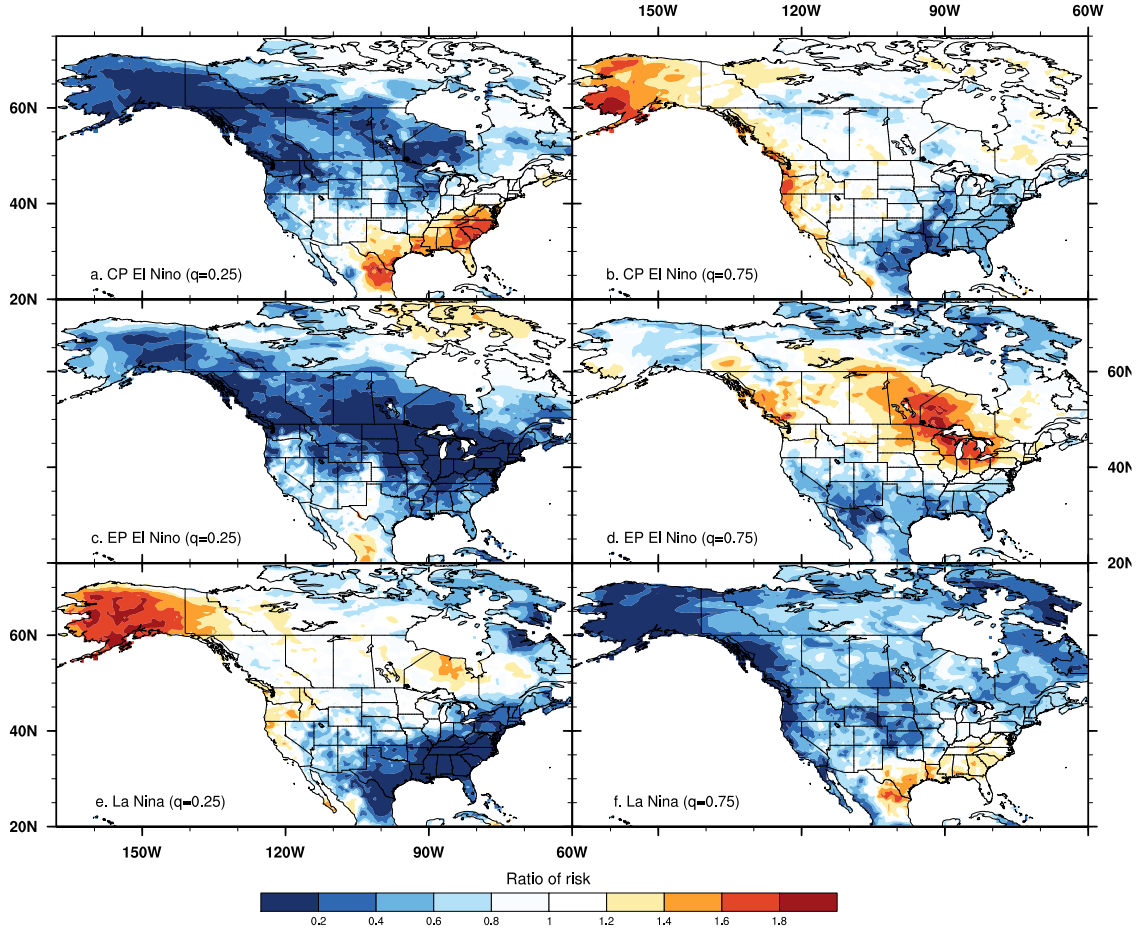 150W 120W 90W 60W
60N
40N
20N
a. CP El Nino (q=0.25)
b. CP El Nino (q=0.75)
60N
40N
20N
c. EP El Nino (q=0.25)
d. EP El Nino (q=0.75)
60N
40N
20N
60N
40N
20N
e. La Nina (q=0.25)
f. La Nina (q=0.75)
150W 120W 90W 60W
Ratio of risk
0.2 0.4 0.6 0.8 1 1.2 1.4 1.6 1.8